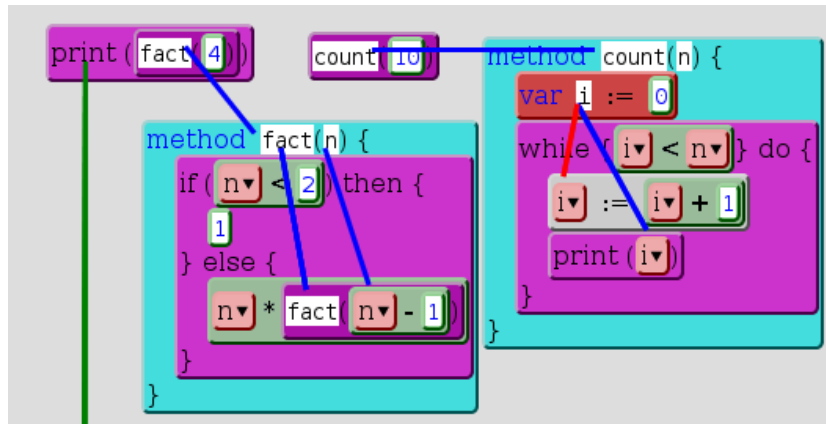 print (fact(4))
method fact(n) {
if (n▾ < 2) then {
1
} else {
n▾ * fact(n▾ - 1)
}
}
count(10)
method count(n) {
var i := 0
while {i▾ < n▾} do {
i▾ := i▾ + 1
print (i▾)
}
}